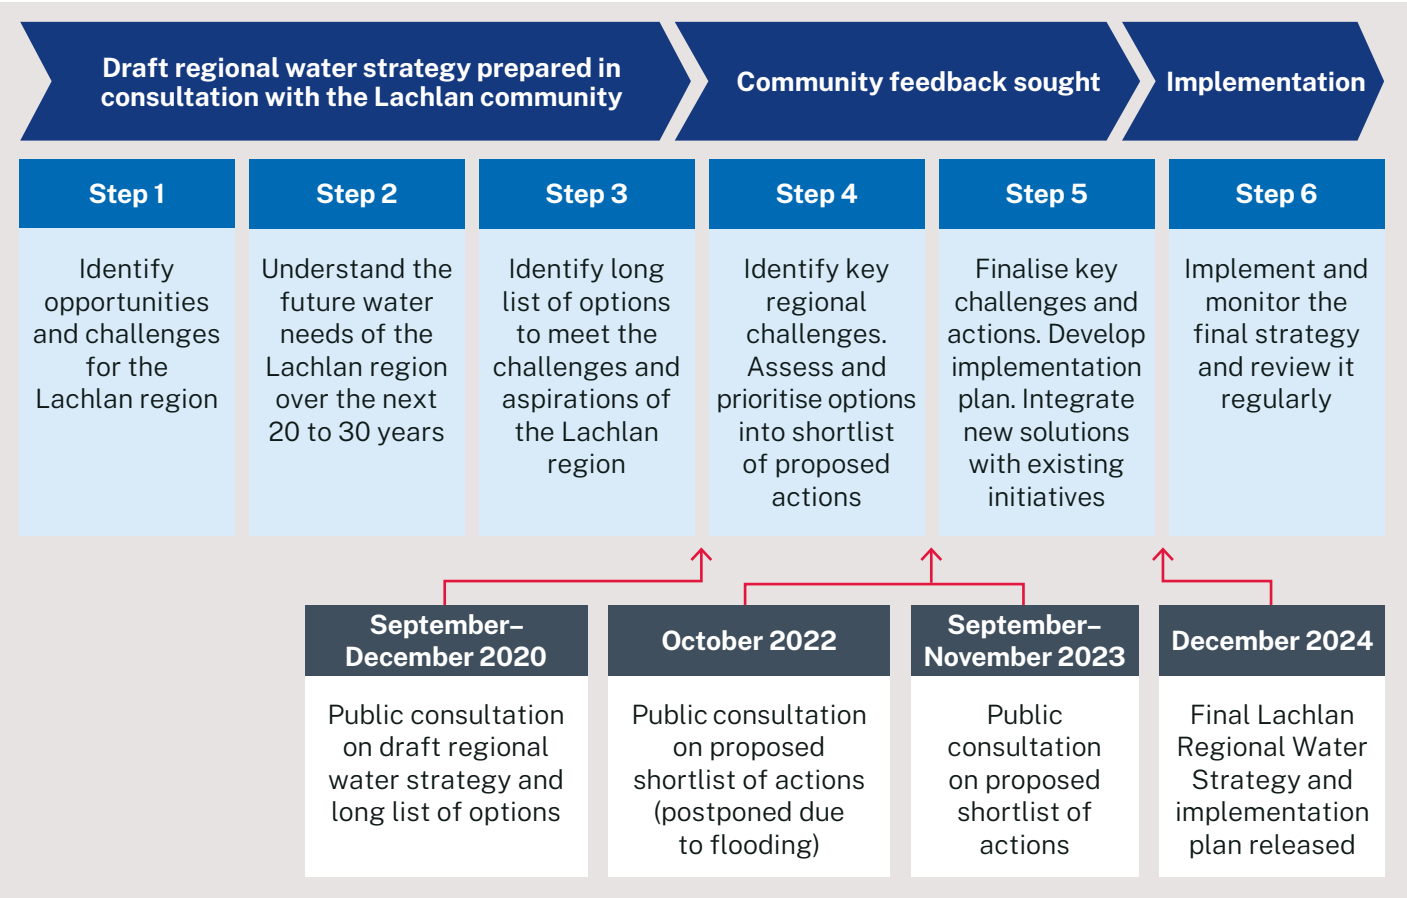 Draft regional water strategy prepared in
consultation with the Lachlan community
Community feedback sought
Implementation
Step 1
Identify
opportunities
and challenges
for the
Lachlan region
Step 2
Understand the
future water
needs of the
Lachlan region
over the next
20 to 30 years
Step 3
Identify long
list of options
to meet the
challenges and
aspirations of
the Lachlan
region
Step 4
Identify key
regional
challenges.
Assess and
prioritise options
into shortlist
of proposed
actions
Step 5
Finalise key
challenges and
actions. Develop
implementation
plan. Integrate
new solutions
with existing
initiatives
Step 6
Implement and
monitor the
final strategy
and review it
regularly
September–
December 2020
Public consultation
on draft regional
water strategy and
long list of options
October 2022
Public consultation
on proposed
shortlist of actions
(postponed due
to flooding)
September–
November 2023
Public
consultation
on proposed
shortlist of
actions
December 2024
Final Lachlan
Regional Water
Strategy and
implementation
plan released